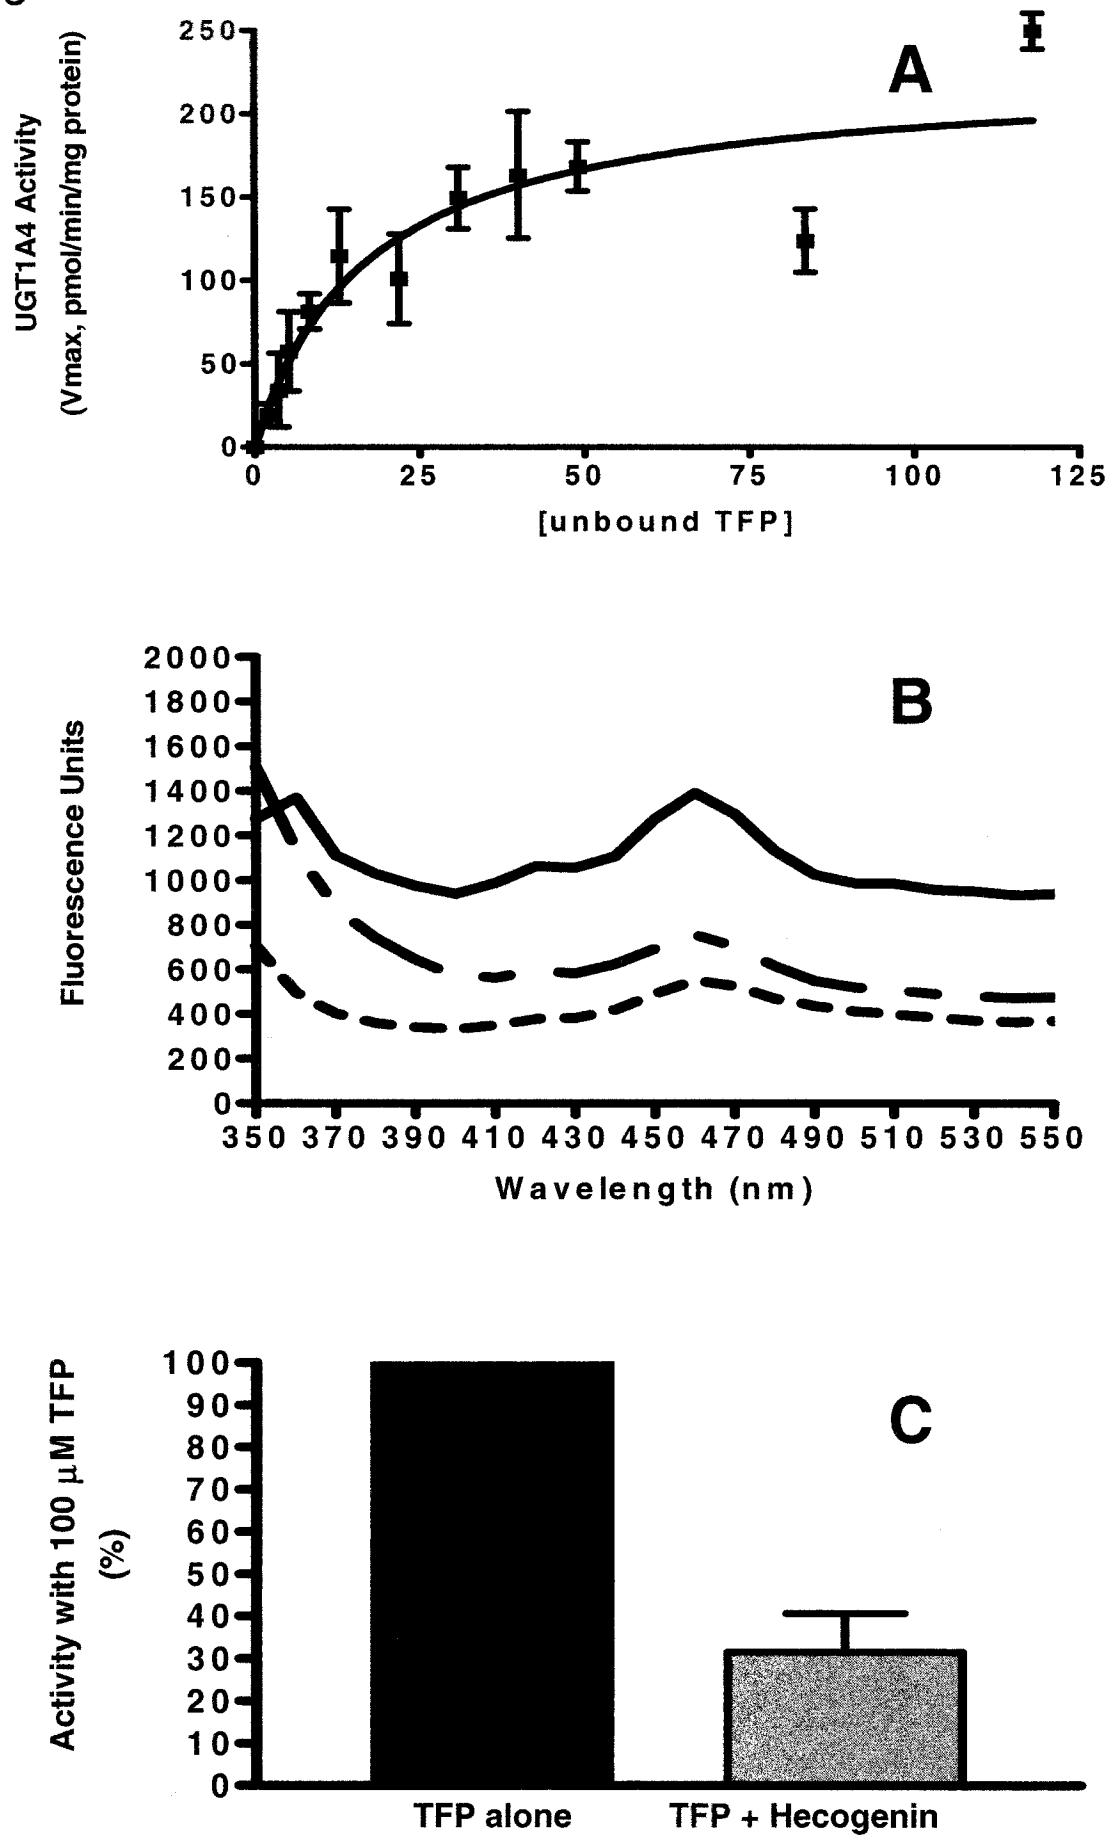 A
UGT1A4 Activity
(Vmax, pmol/min/mg protein)
250
200
150
100
50
0
0 25 50 75 100 125
[unbound TFP]
B
Fluorescence Units
2000
1800
1600
1400
1200
1000
800
600
400
200
0
350 370 390 410 430 450 470 490 510 530 550
Wavelength (nm)
C
Activity with 100 μM TFP
(%)
100
90
80
70
60
50
40
30
20
10
0
TFP alone TFP + Hecogenin